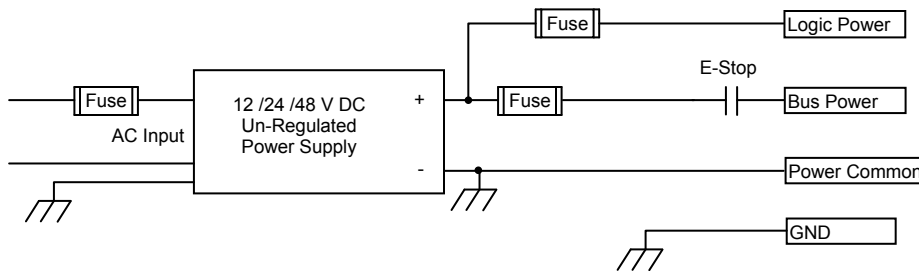 Fuse
Logic Power
E-Stop
Fuse
12 /24 /48 V DC
Un-Regulated
Power Supply
+
Fuse
Bus Power
AC Input
-
Power Common
GND